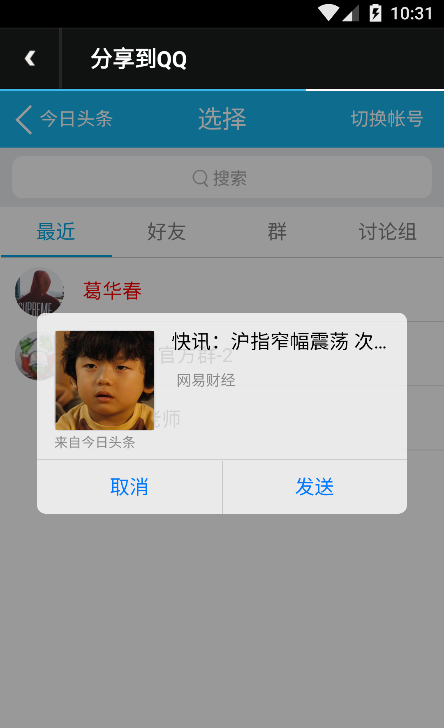 10:31
分享到QQ
今日头条 选择 切换帐号
搜索
最近 好友 群 讨论组
葛华春
快讯：沪指窄幅震荡 次...
官方群-2
网易财经
老师
来自今日头条
取消 发送